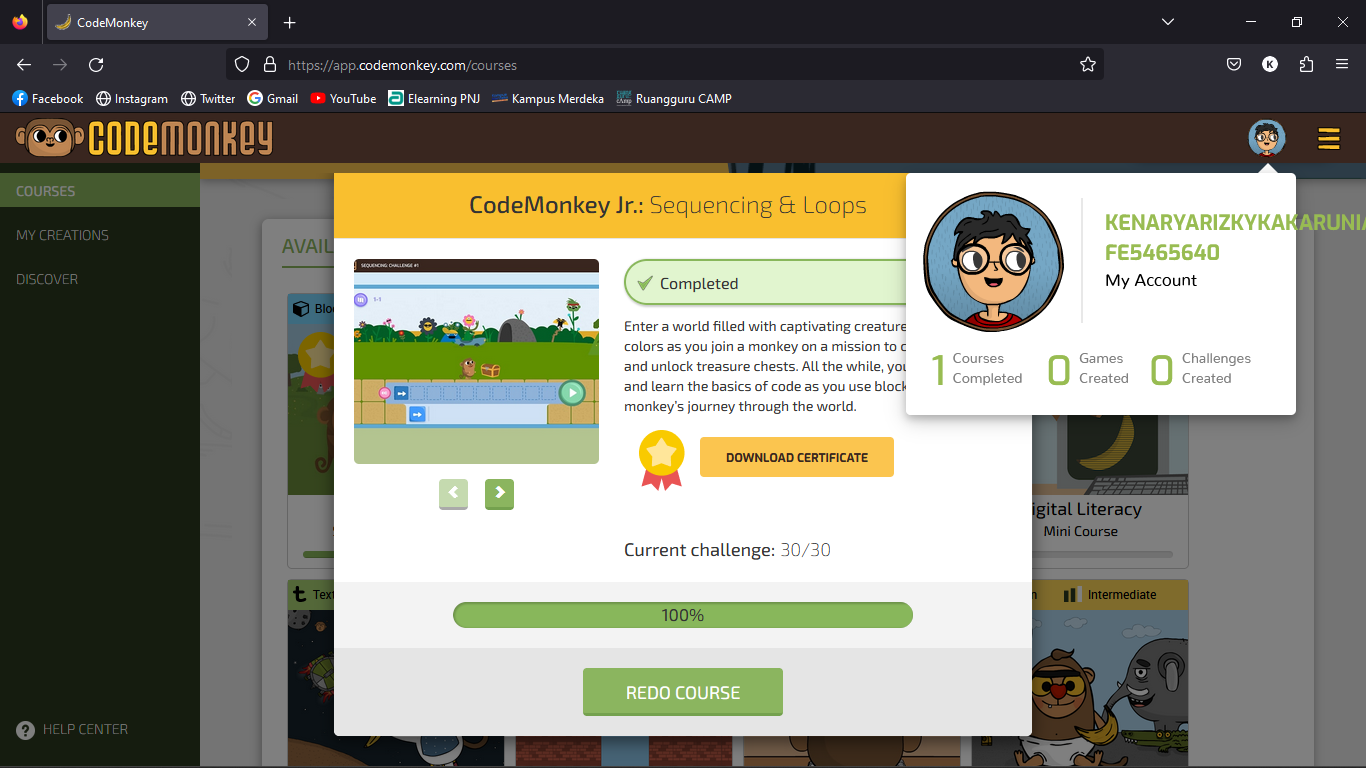 CodeMonkey
https://app.codemonkey.com/courses
K
Facebook
Instagram
Twitter
Gmail
YouTube
Elearning PNJ
Kampus Merdeka
Ruangguru CAMP
CODEMONKEY
COURSES
MY CREATIONS
DISCOVER
HELP CENTER
AVAIL
Bloc
CodeMonkey Jr.: Sequencing & Loops
SEQUENCING CHALLENGE #1
1-1
Completed
Enter a world filled with captivating creature
colors as you join a monkey on a mission to c
and unlock treasure chests. All the while, you
and learn the basics of code as you use block
monkey's journey through the world.
DOWNLOAD CERTIFICATE
Current challenge: 30/30
100%
REDO COURSE
KENARYARIZKYKAKARUNIA
FE5465640
My Account
1 Courses Completed
0 Games Created
0 Challenges Created
igital Literacy
Mini Course
Text
n
Intermediate